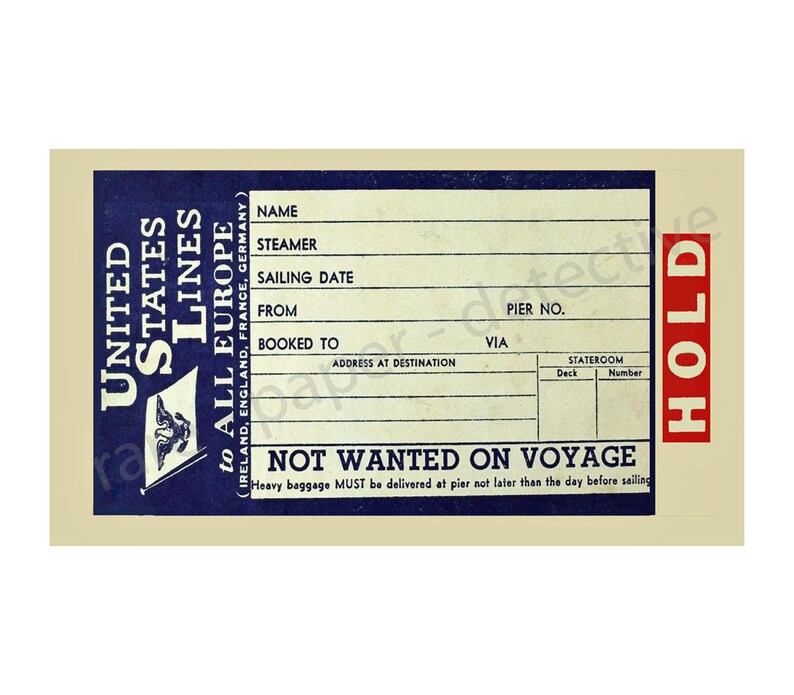 UNITED
STATES
LINES
to ALL EUROPE
(IRELAND, ENGLAND, FRANCE, GERMANY)
NAME
STEAMER
SAILING DATE
FROM PIER NO.
BOOKED TO VIA
ADDRESS AT DESTINATION STATEROOM
Deck Number
NOT WANTED ON VOYAGE
Heavy baggage MUST be delivered at pier not later than the day before sailing
HOLD
rare - paper - detective